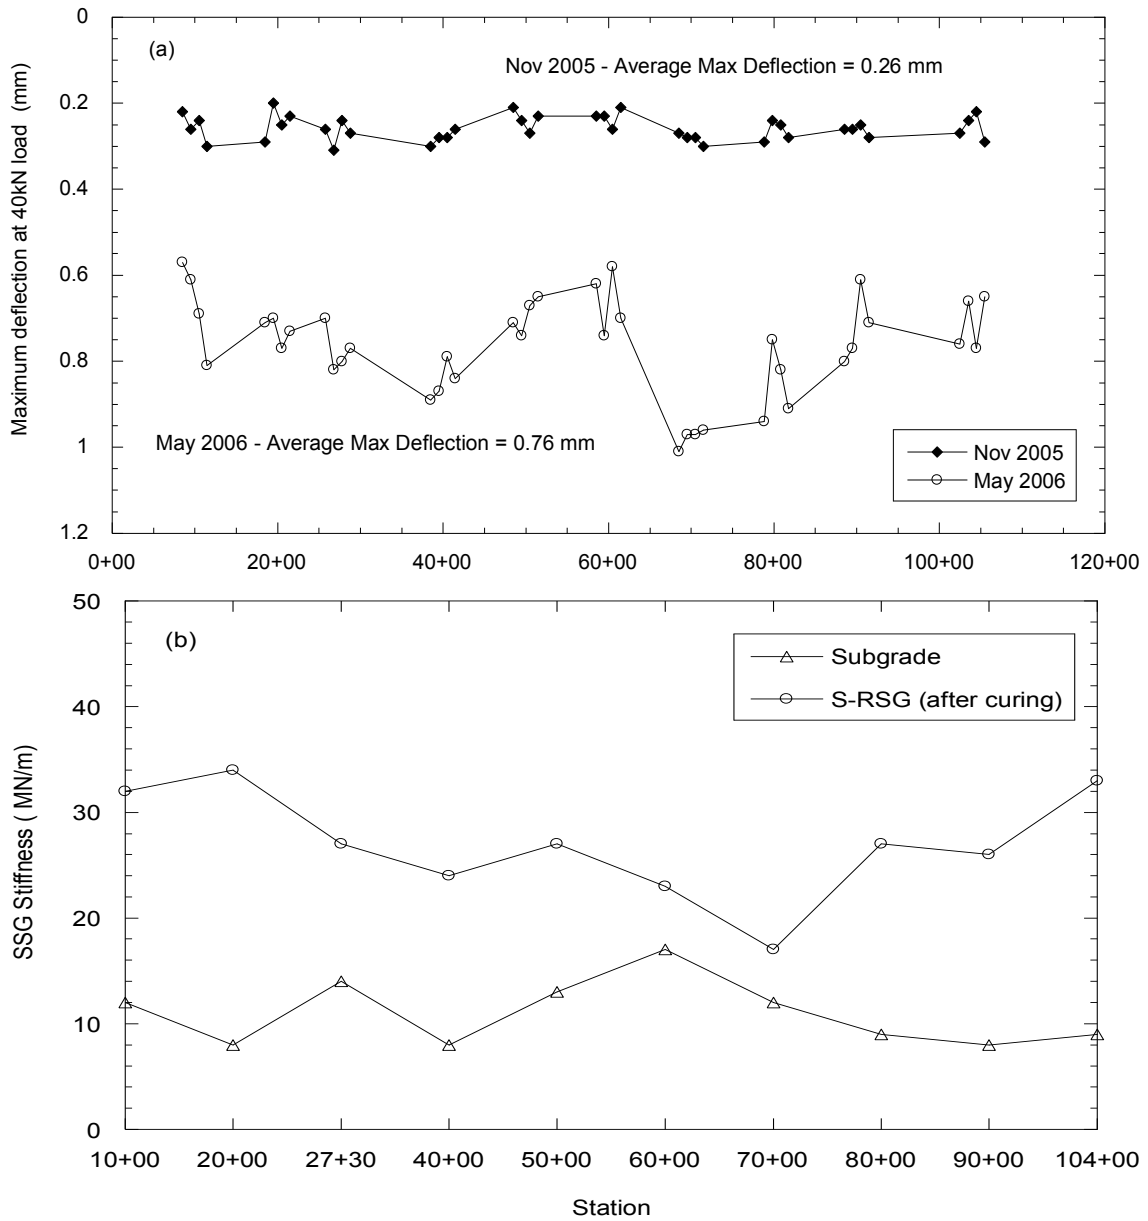 Maximum deflection at 40kN load (mm)
0
0.2
0.4
0.6
0.8
1
1.2
(a)
Nov 2005 - Average Max Deflection = 0.26 mm
May 2006 - Average Max Deflection = 0.76 mm
Nov 2005
May 2006
0+00 20+00 40+00 60+00 80+00 100+00 120+00
SSG Stiffness ( MN/m)
50
40
30
20
10
0
(b)
Subgrade
S-RSG (after curing)
10+00 20+00 27+30 40+00 50+00 60+00 70+00 80+00 90+00 104+00
Station